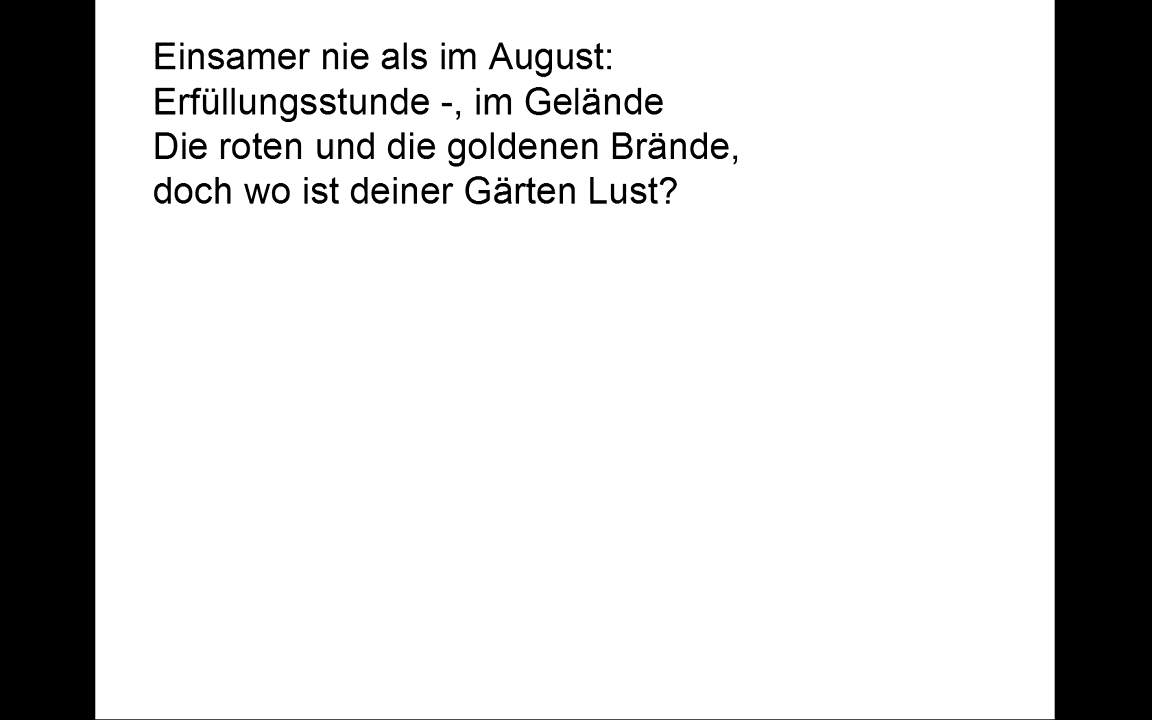 Einsamer nie als im August:
Erfüllungsstunde -, im Gelände
Die roten und die goldenen Brände,
doch wo ist deiner Gärten Lust?